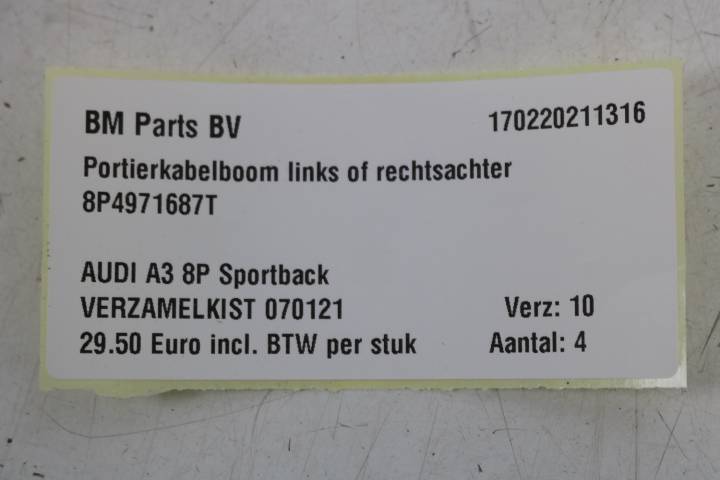 BM Parts BV 170220211316
Portierkabelboom links of rechtsachter
8P4971687T
AUDI A3 8P Sportback
VERZAMELKIST 070121 Verz: 10
29.50 Euro incl. BTW per stuk Aantal: 4